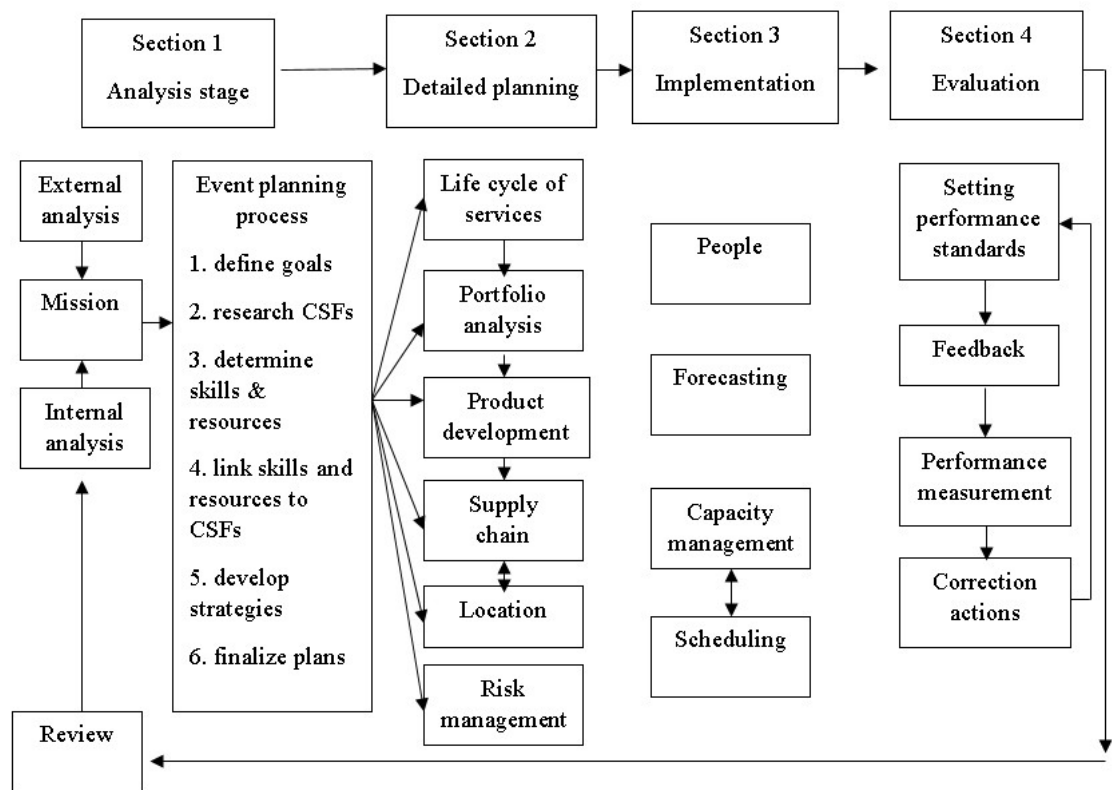 Section 1
Analysis stage
Section 2
Detailed planning
Section 3
Implementation
Section 4
Evaluation
External
analysis
Mission
Internal
analysis
Review
Event planning
process
1. define goals
2. research CSFs
3. determine
skills &
resources
4. link skills and
resources to
CSFs
5. develop
strategies
6. finalize plans
Life cycle of
services
Portfolio
analysis
Product
development
Supply
chain
Location
Risk
management
People
Forecasting
Capacity
management
Scheduling
Setting
performance
standards
Feedback
Performance
measurement
Correction
actions